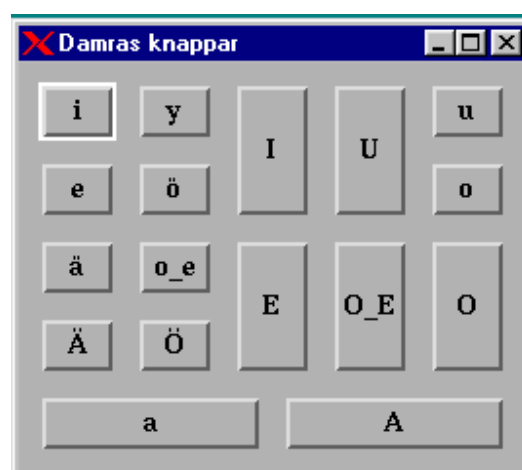 Damras knappar
i y I U u
e ö o
ä o_e E O_E O
Ä Ö
a A